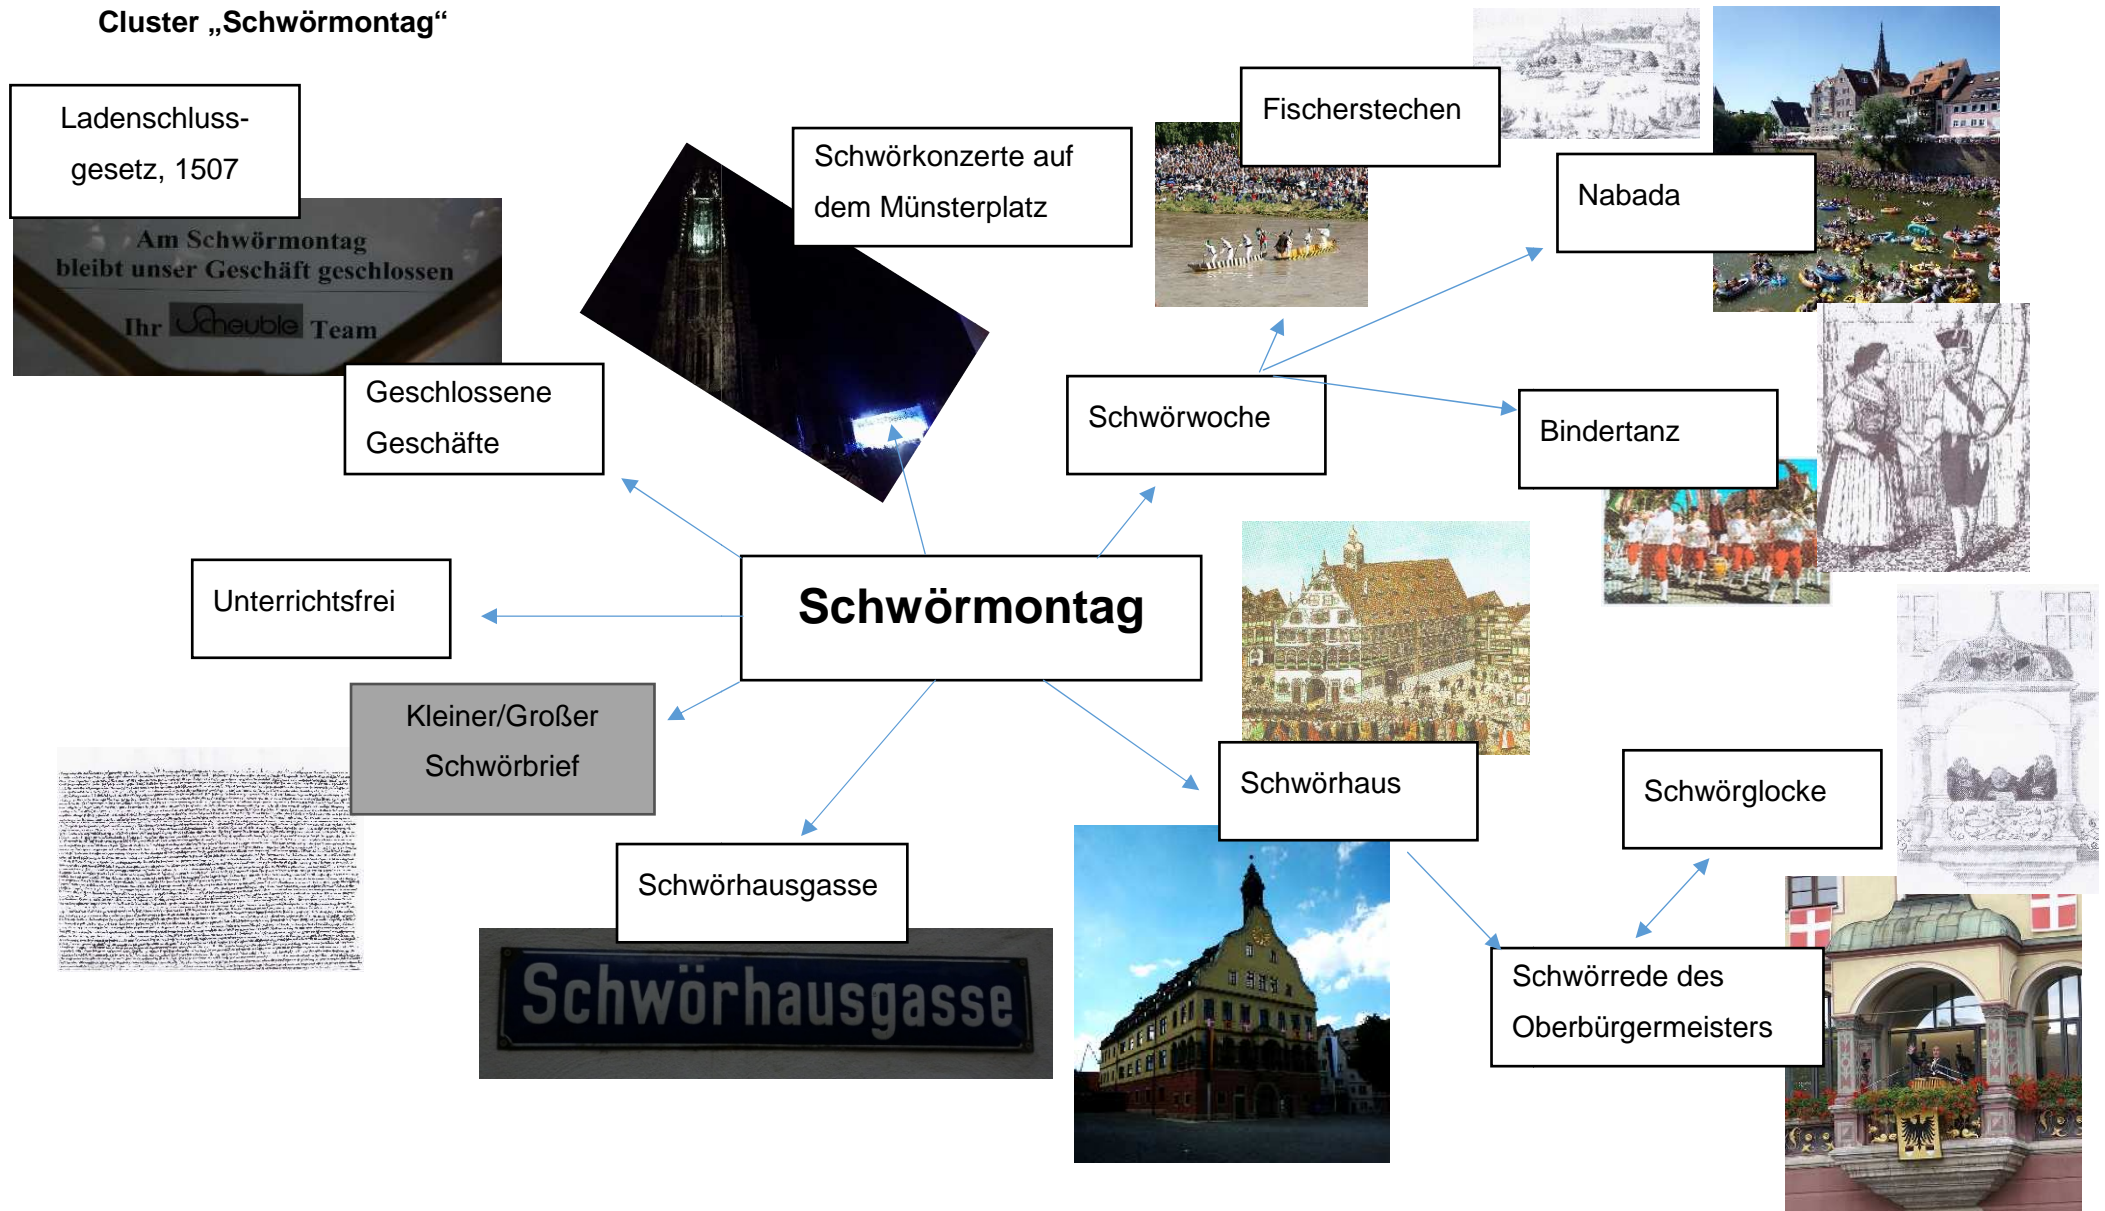 Cluster „Schwörmontag“
Ladenschluss-
gesetz, 1507
Am Schwörmontag
bleibt unser Geschäft geschlossen
Ihr Scheuble Team
Geschlossene
Geschäfte
Schwörkonzerte auf
dem Münsterplatz
Fischerstechen
Nabada
Schwörwoche
Bindertanz
Unterrichtsfrei
Schwörmontag
Kleiner/Großer
Schwörbrief
Schwörhaus
Schwörglocke
Schwörhausgasse
Schwörhausgasse
Schwörrede des
Oberbürgermeisters